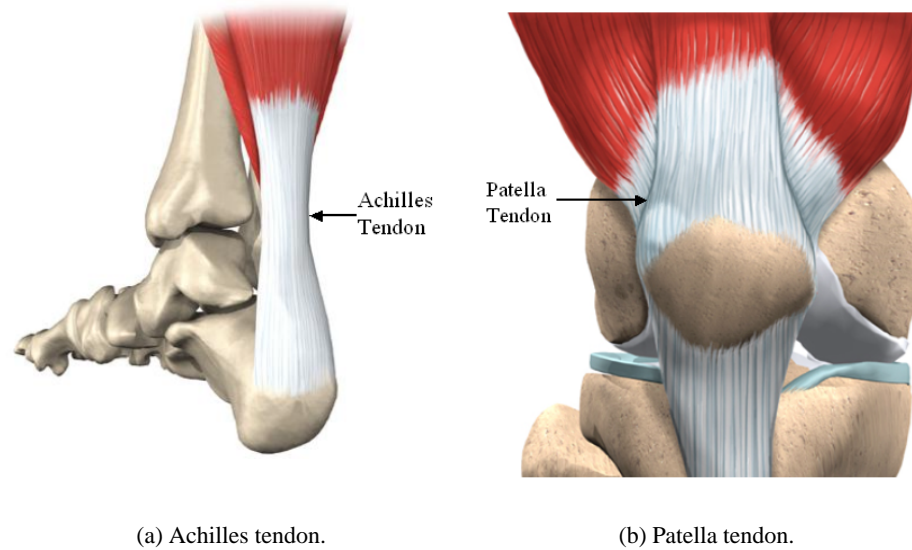 Achilles
Tendon
Patella
Tendon
(a) Achilles tendon.
(b) Patella tendon.